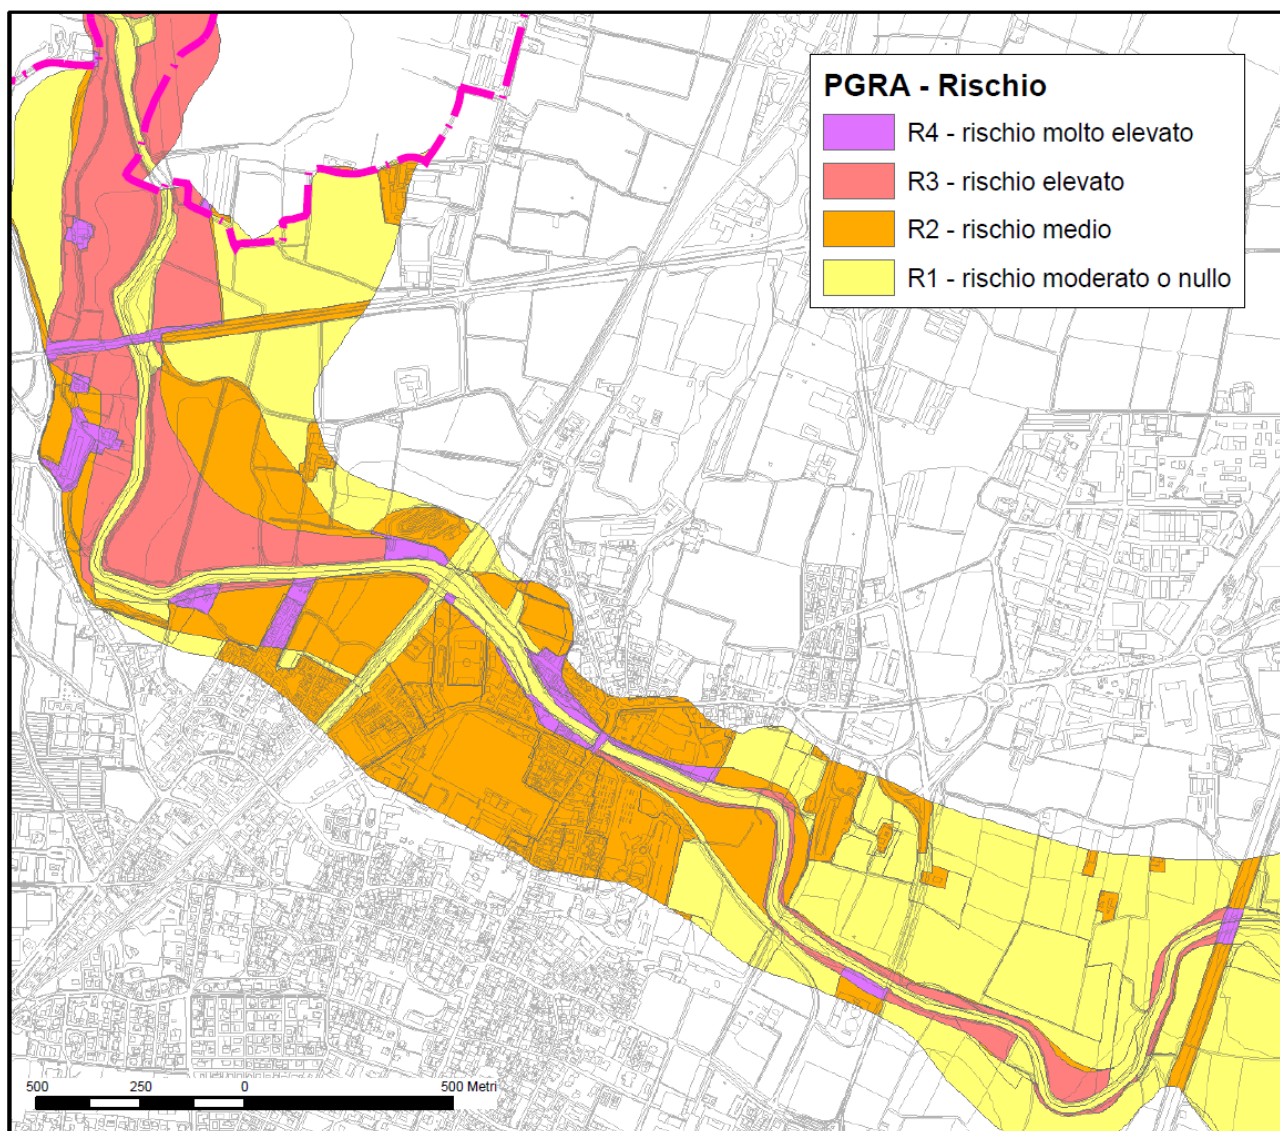 PGRA - Rischio
R4 - rischio molto elevato
R3 - rischio elevato
R2 - rischio medio
R1 - rischio moderato o nullo
500 250 0 500 Metri